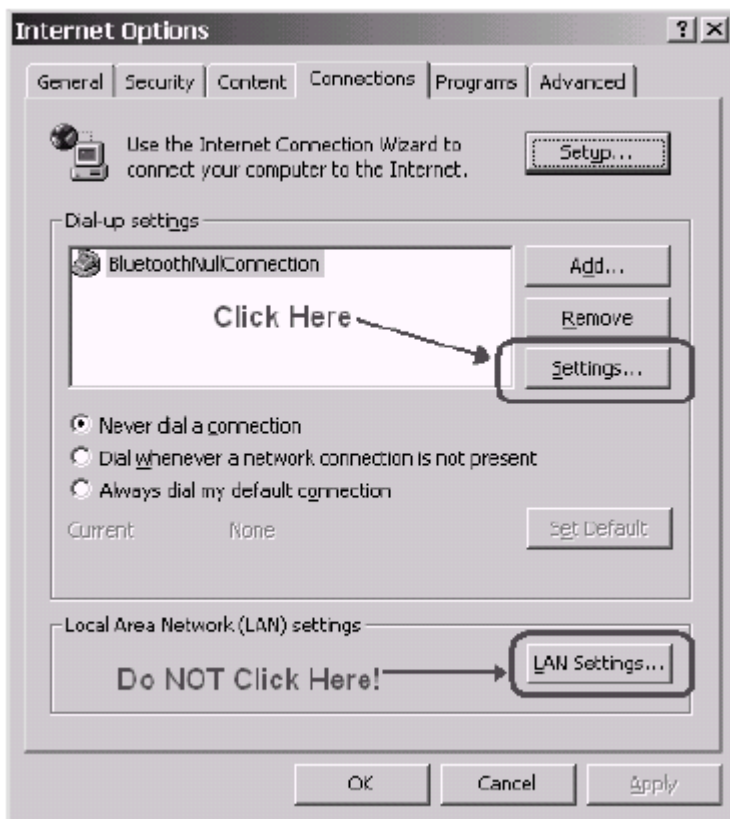 Internet Options
General Security Content Connections Programs Advanced
Use the Internet Connection Wizard to
connect your computer to the Internet.
Setup...
Dial-up settings
BluetoothNullConnection
Add...
Click Here
Remove
Settings...
Never dial a connection
Dial whenever a network connection is not present
Always dial my default connection
Current None
Set Default
Local Area Network (LAN) settings
Do NOT Click Here!
LAN Settings...
OK Cancel Apply